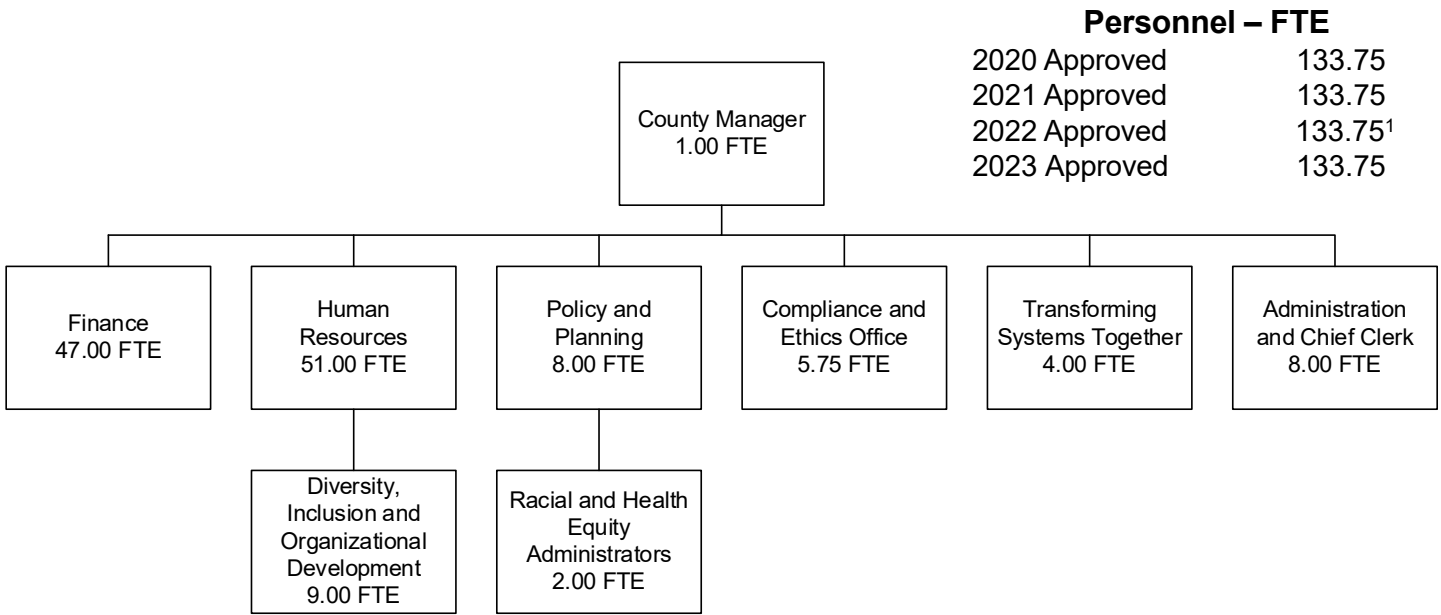 Personnel – FTE
2020 Approved 133.75
2021 Approved 133.75
2022 Approved 133.75¹
2023 Approved 133.75
County Manager
1.00 FTE
Finance
47.00 FTE
Human
Resources
51.00 FTE
Policy and
Planning
8.00 FTE
Compliance and
Ethics Office
5.75 FTE
Transforming
Systems Together
4.00 FTE
Administration
and Chief Clerk
8.00 FTE
Diversity,
Inclusion and
Organizational
Development
9.00 FTE
Racial and Health
Equity
Administrators
2.00 FTE